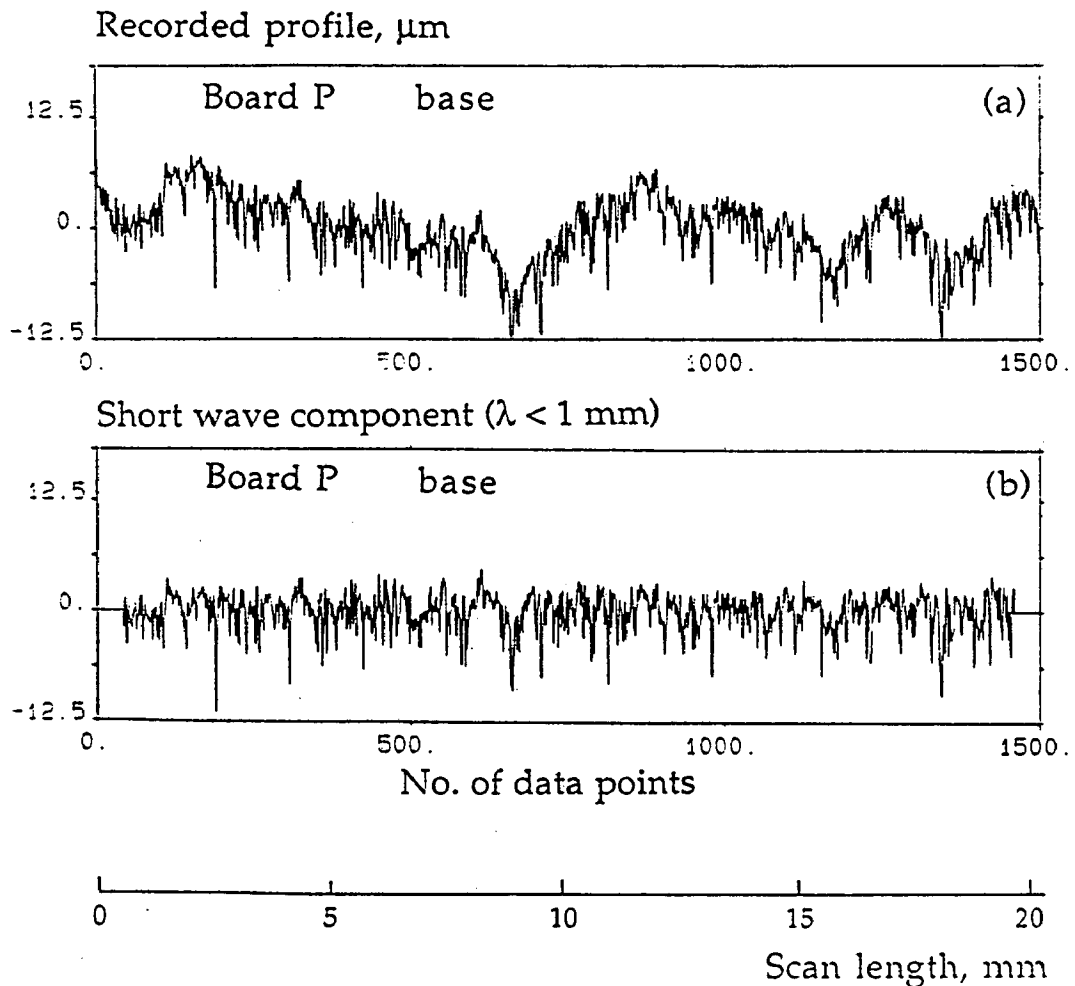 Recorded profile, µm
Board P base (a)
12.5
0.
-12.5
0. 500. 1000. 1500.
Short wave component (λ < 1 mm)
Board P base (b)
12.5
0.
-12.5
0. 500. 1000. 1500.
No. of data points
0 5 10 15 20
Scan length, mm